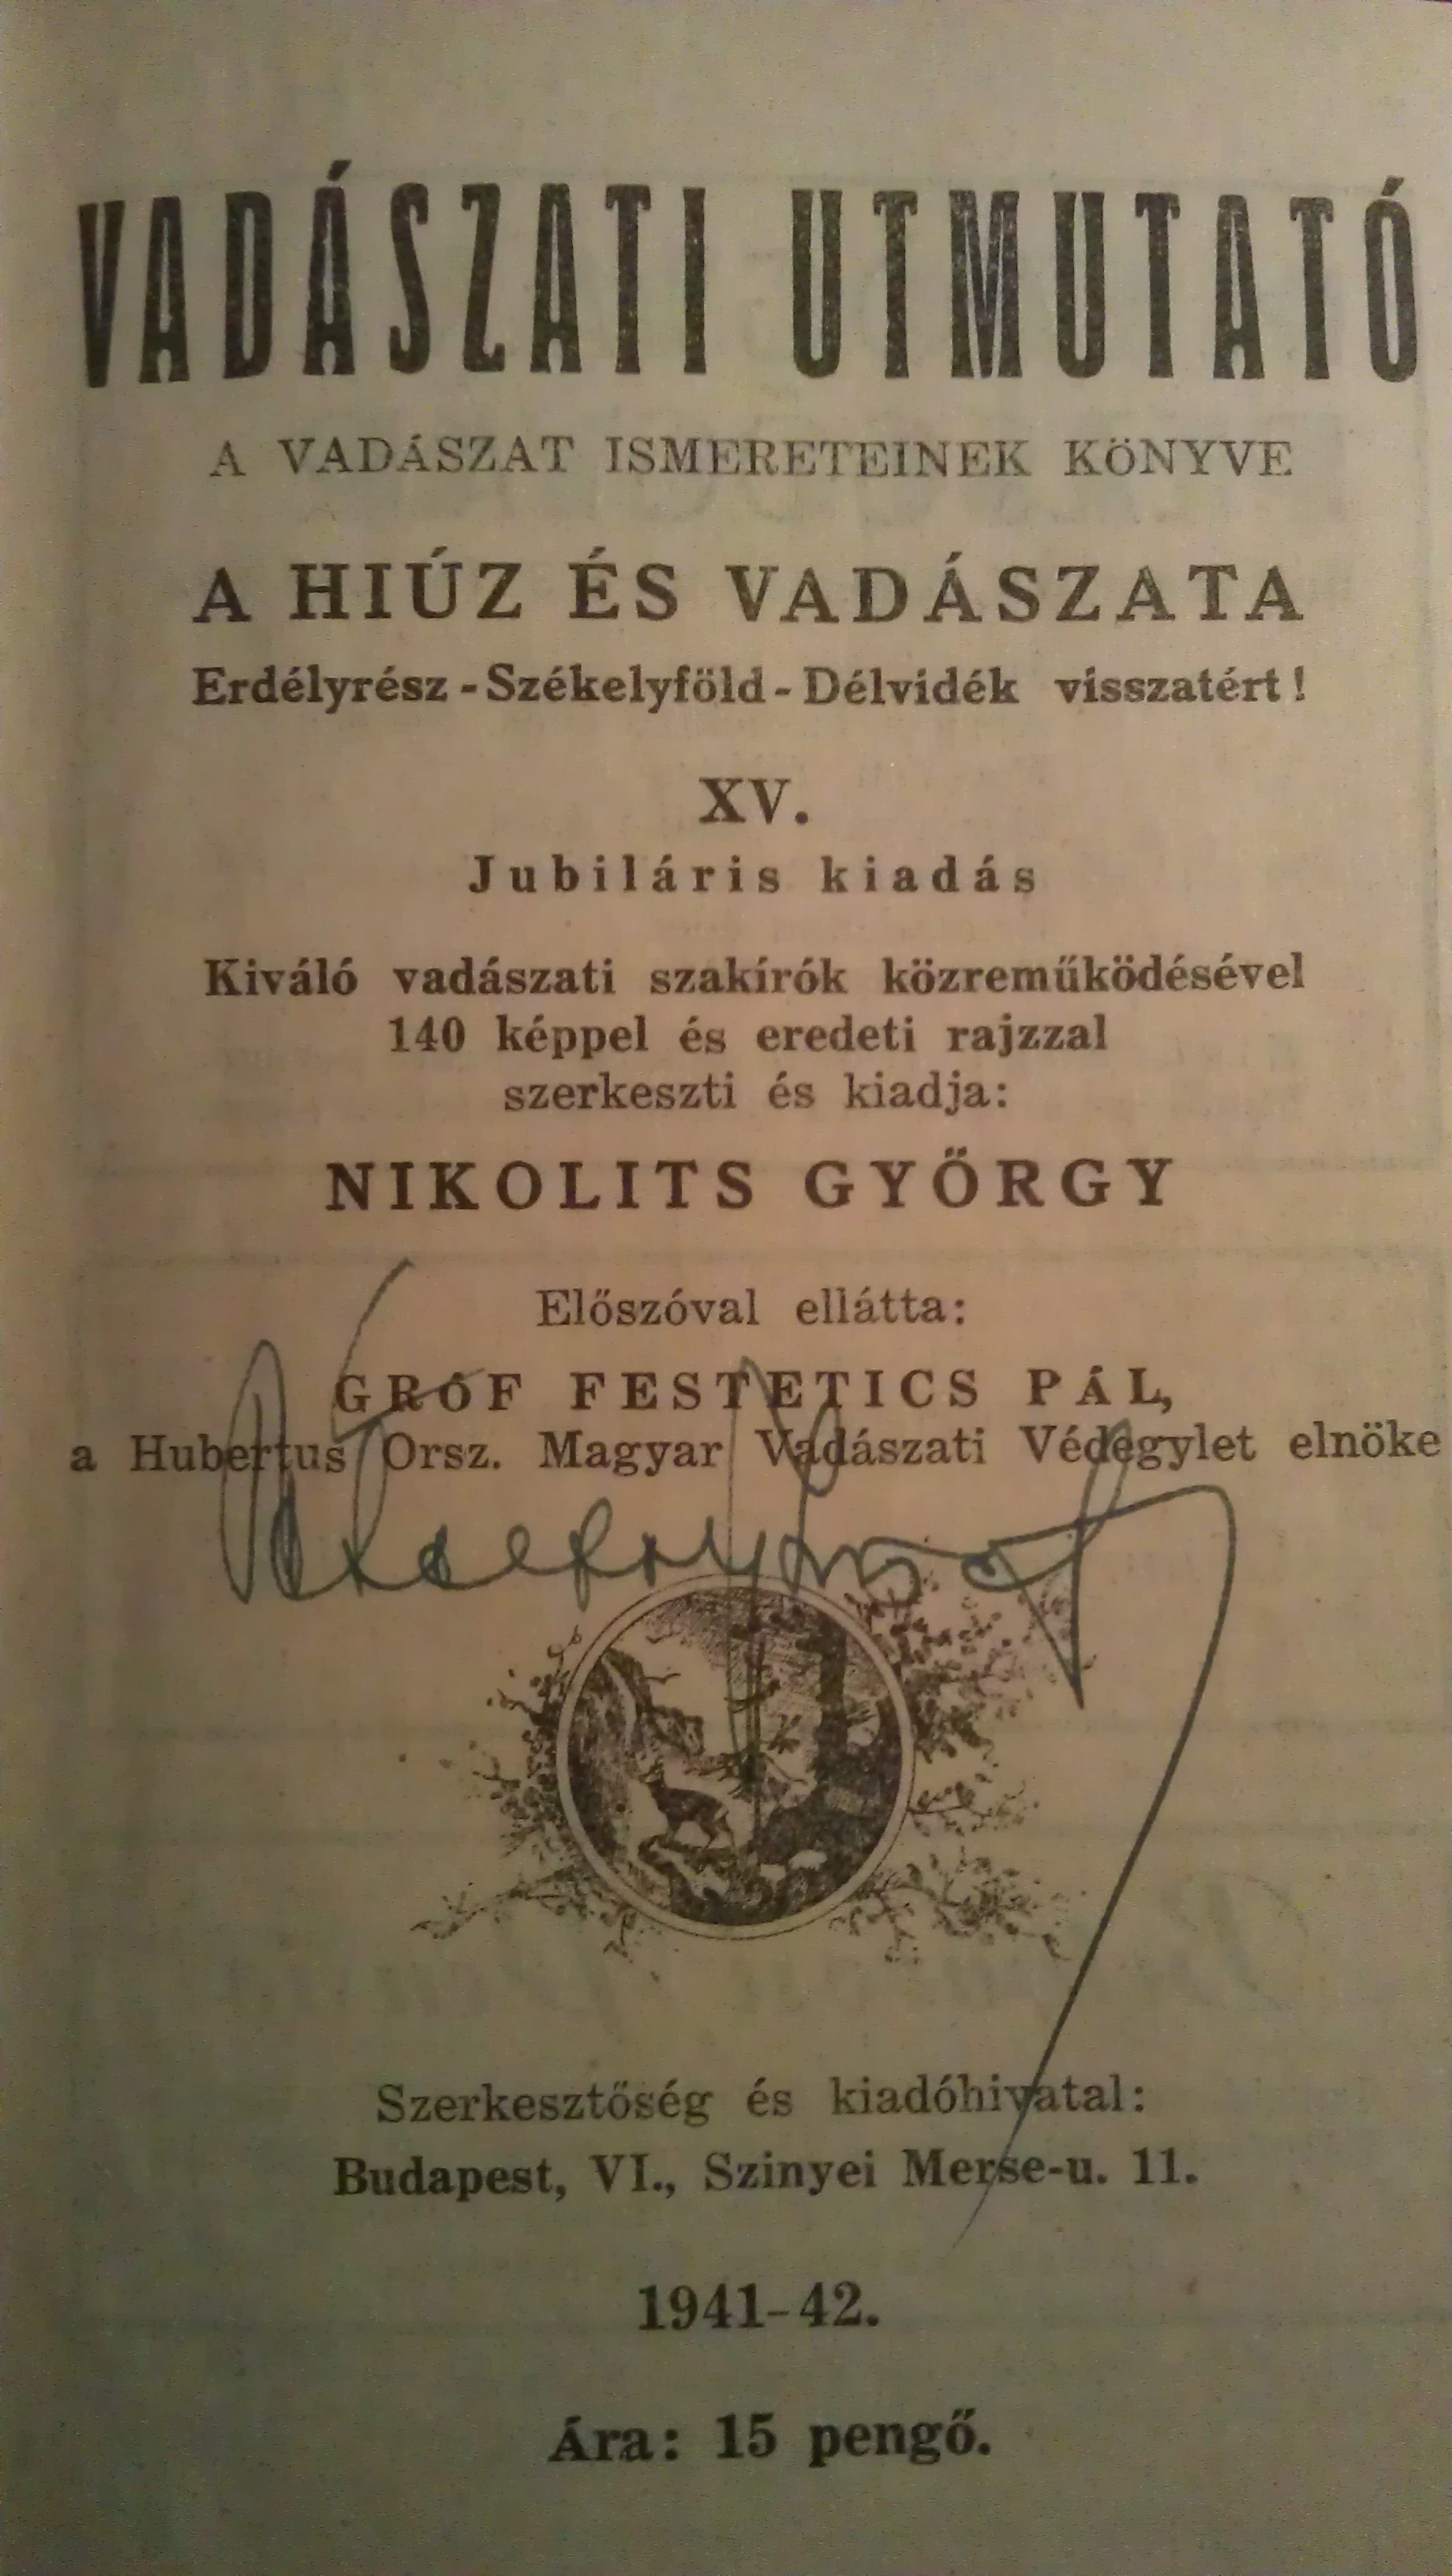 VADÁSZATI UTMUTATÓ
A VADÁSZAT ISMERETEINEK KÖNYVE
A HIÚZ ÉS VADÁSZATA
Erdélyrész - Székelyföld - Délvidék visszatért!
XV.
Jubiláris kiadás
Kiváló vadászati szakírók közreműködésével
140 képpel és eredeti rajzzal
szerkeszti és kiadja:
NIKOLITS GYÖRGY
Előszóval ellátta:
GRÓF FESTETICS PÁL,
a Hubertus Orsz. Magyar Vadászati Védegylet elnöke
Szerkesztőség és kiadóhivatal:
Budapest, VI., Szinyei Merse-u. 11.
1941-42.
Ára: 15 pengő.